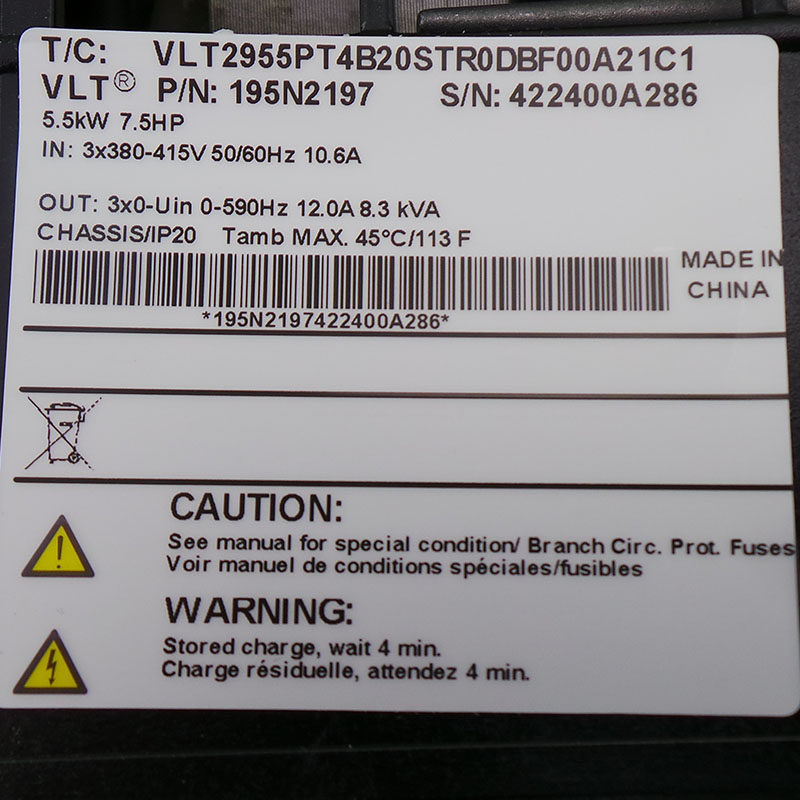 T/C: VLT2955PT4B20STR0DBF00A21C1
VLT® P/N: 195N2197 S/N: 422400A286
5.5kW 7.5HP
IN: 3x380-415V 50/60Hz 10.6A
OUT: 3x0-Uin 0-590Hz 12.0A 8.3 kVA
CHASSIS/IP20 Tamb MAX. 45°C/113 F
MADE IN
CHINA
*195N2197422400A286*
CAUTION:
See manual for special condition/ Branch Circ. Prot. Fuses
Voir manuel de conditions spéciales/fusibles
WARNING:
Stored charge, wait 4 min.
Charge résiduelle, attendez 4 min.